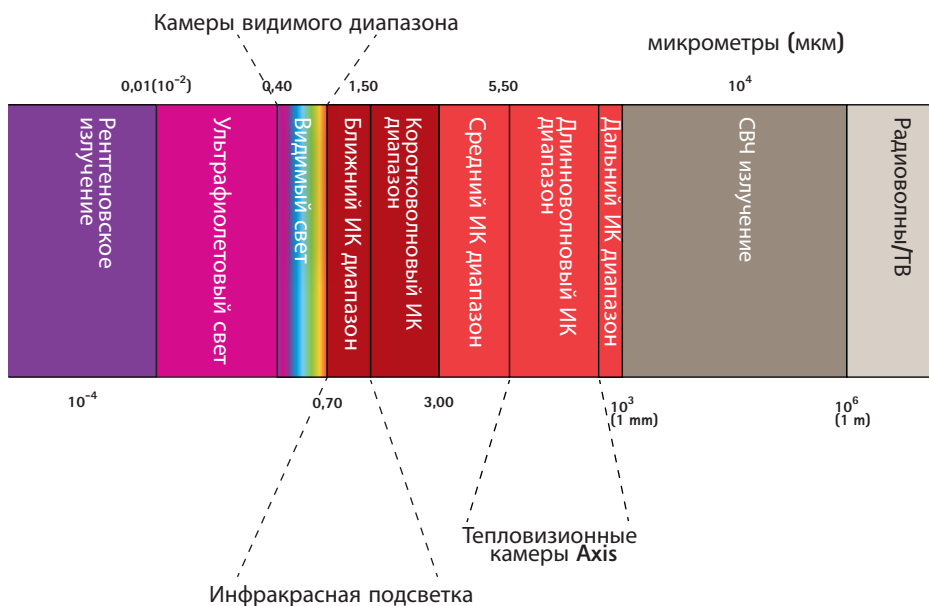 Камеры видимого диапазона
микрометры (мкм)
0,01(10⁻²)
0,40
1,50
5,50
10⁴
Рентгеновское
излучение
Ультрафиолетовый свет
Видимый свет
Ближний ИК диапазон
Коротковолновый ИК
диапазон
Средний ИК диапазон
Длинноволновый ИК
диапазон
Дальний ИК диапазон
СВЧ излучение
Радиоволны/ТВ
10⁻⁴
0,70
3,00
10³
(1 mm)
10⁶
(1 m)
Тепловизионные
камеры Axis
Инфракрасная подсветка